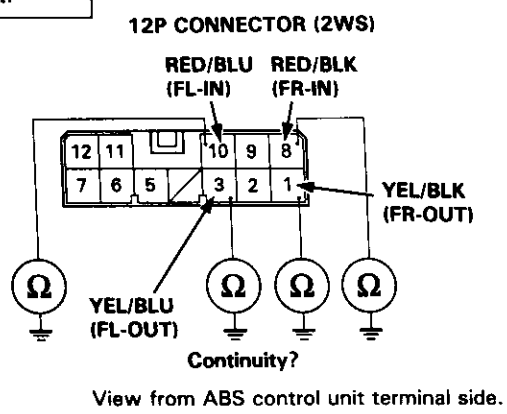 12P CONNECTOR (2WS)
RED/BLU RED/BLK
(FL-IN) (FR-IN)
12 11 10 9 8
7 6 5 3 2 1
YEL/BLK
(FR-OUT)
Ω Ω Ω Ω
YEL/BLU
(FL-OUT)
Continuity?
View from ABS control unit terminal side.